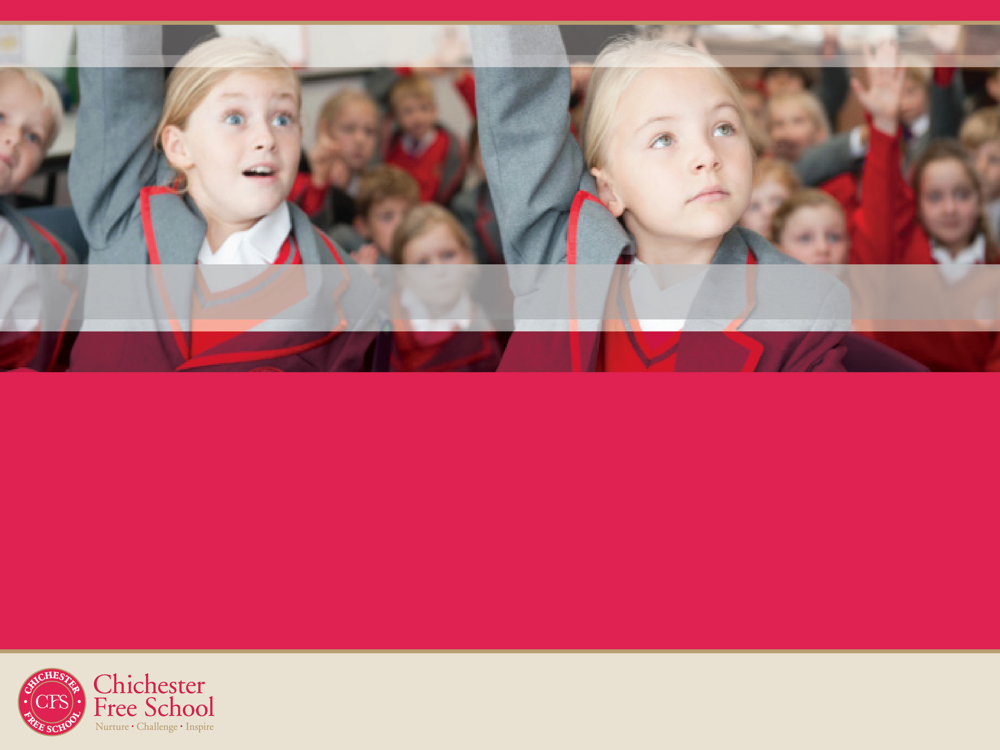 CHICHESTER
CFS
FREE SCHOOL
Chichester
Free School
Nurture • Challenge • Inspire